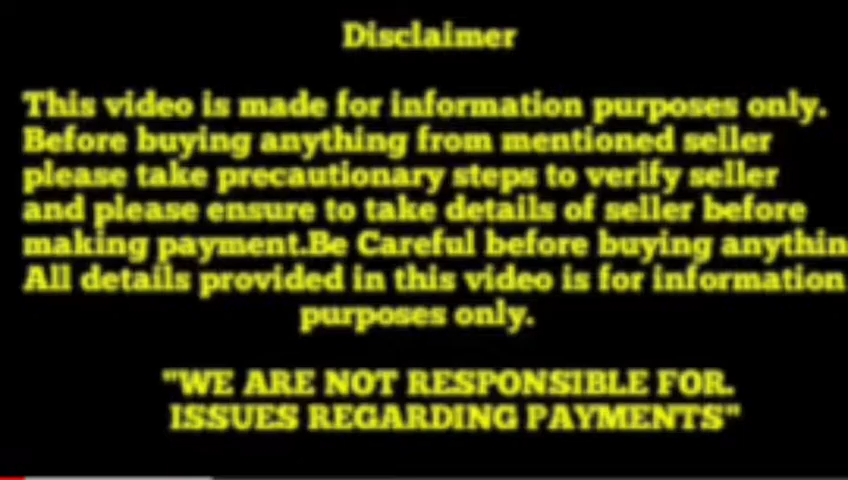 Disclaimer
This video is made for information purposes only.
Before buying anything from mentioned seller
please take precautionary steps to verify seller
and please ensure to take details of seller before
making payment.Be Careful before buying anythin
All details provided in this video is for information
purposes only.
"WE ARE NOT RESPONSIBLE FOR.
ISSUES REGARDING PAYMENTS"